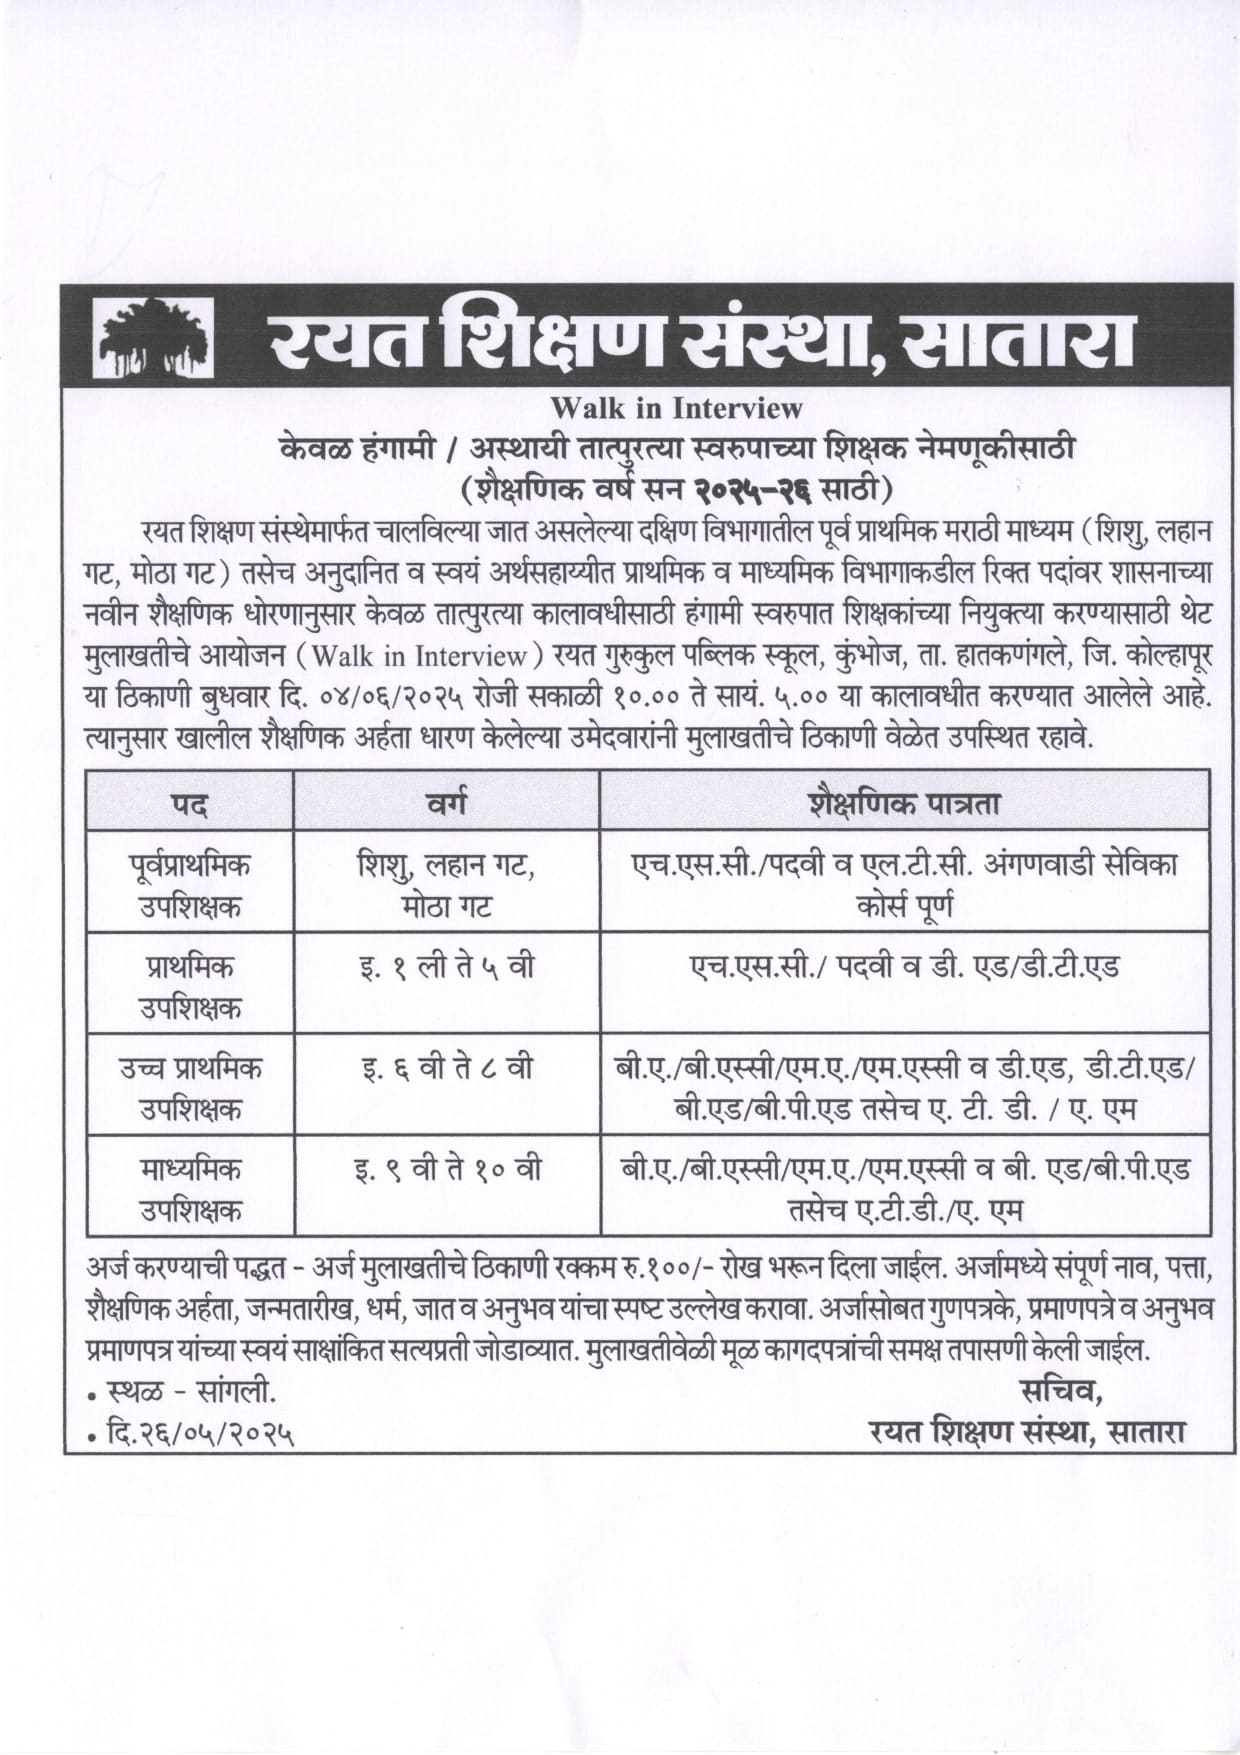 रयत शिक्षण संस्था, सातारा
Walk in Interview
केवळ हंगामी / अस्थायी तात्पुरत्या स्वरुपाच्या शिक्षक नेमणूकीसाठी
(शैक्षणिक वर्ष सन २०२५-२६ साठी)
रयत शिक्षण संस्थेमार्फत चालविल्या जात असलेल्या दक्षिण विभागातील पूर्व प्राथमिक मराठी माध्यम (शिशु, लहान
गट, मोठा गट) तसेच अनुदानित व स्वयं अर्थसहाय्यीत प्राथमिक व माध्यमिक विभागाकडील रिक्त पदांवर शासनाच्या
नवीन शैक्षणिक धोरणानुसार केवळ तात्पुरत्या कालावधीसाठी हंगामी स्वरुपात शिक्षकांच्या नियुक्त्या करण्यासाठी थेट
मुलाखतीचे आयोजन (Walk in Interview) रयत गुरुकुल पब्लिक स्कूल, कुंभोज, ता. हातकणंगले, जि. कोल्हापूर
या ठिकाणी बुधवार दि. ०४/०६/२०२५ रोजी सकाळी १०.०० ते सायं. ५.०० या कालावधीत करण्यात आलेले आहे.
त्यानुसार खालील शैक्षणिक अर्हता धारण केलेल्या उमेदवारांनी मुलाखतीचे ठिकाणी वेळेत उपस्थित रहावे.
पद वर्ग शैक्षणिक पात्रता
पूर्वप्राथमिक शिशु, लहान गट, एच.एस.सी./पदवी व एल.टी.सी. अंगणवाडी सेविका
उपशिक्षक मोठा गट कोर्स पूर्ण
प्राथमिक इ. १ ली ते ५ वी एच.एस.सी./ पदवी व डी. एड/डी.टी.एड
उपशिक्षक
उच्च प्राथमिक इ. ६ वी ते ८ वी बी.ए./बी.एस्सी/एम.ए./एम.एस्सी व डी.एड, डी.टी.एड/
उपशिक्षक बी.एड/बी.पी.एड तसेच ए. टी. डी. / ए. एम
माध्यमिक इ. ९ वी ते १० वी बी.ए./बी.एस्सी/एम.ए./एम.एस्सी व बी. एड/बी.पी.एड
उपशिक्षक तसेच ए.टी.डी./ए. एम
अर्ज करण्याची पद्धत - अर्ज मुलाखतीचे ठिकाणी रक्कम रु.१००/- रोख भरून दिला जाईल. अर्जामध्ये संपूर्ण नाव, पत्ता,
शैक्षणिक अर्हता, जन्मतारीख, धर्म, जात व अनुभव यांचा स्पष्ट उल्लेख करावा. अर्जासोबत गुणपत्रके, प्रमाणपत्रे व अनुभव
प्रमाणपत्र यांच्या स्वयं साक्षांकित सत्यप्रती जोडाव्यात. मुलाखतीवेळी मूळ कागदपत्रांची समक्ष तपासणी केली जाईल.
• स्थळ - सांगली. सचिव,
• दि.२६/०५/२०२५ रयत शिक्षण संस्था, सातारा